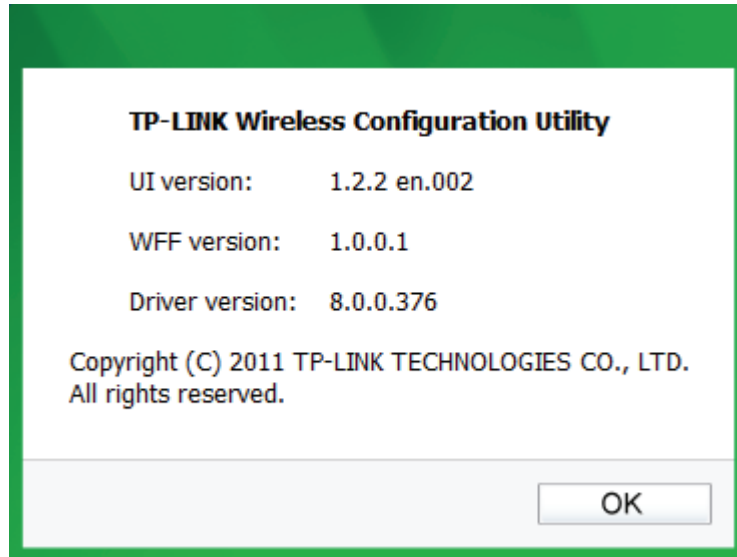 TP-LINK Wireless Configuration Utility
UI version: 1.2.2 en.002
WFF version: 1.0.0.1
Driver version: 8.0.0.376
Copyright (C) 2011 TP-LINK TECHNOLOGIES CO., LTD.
All rights reserved.
OK